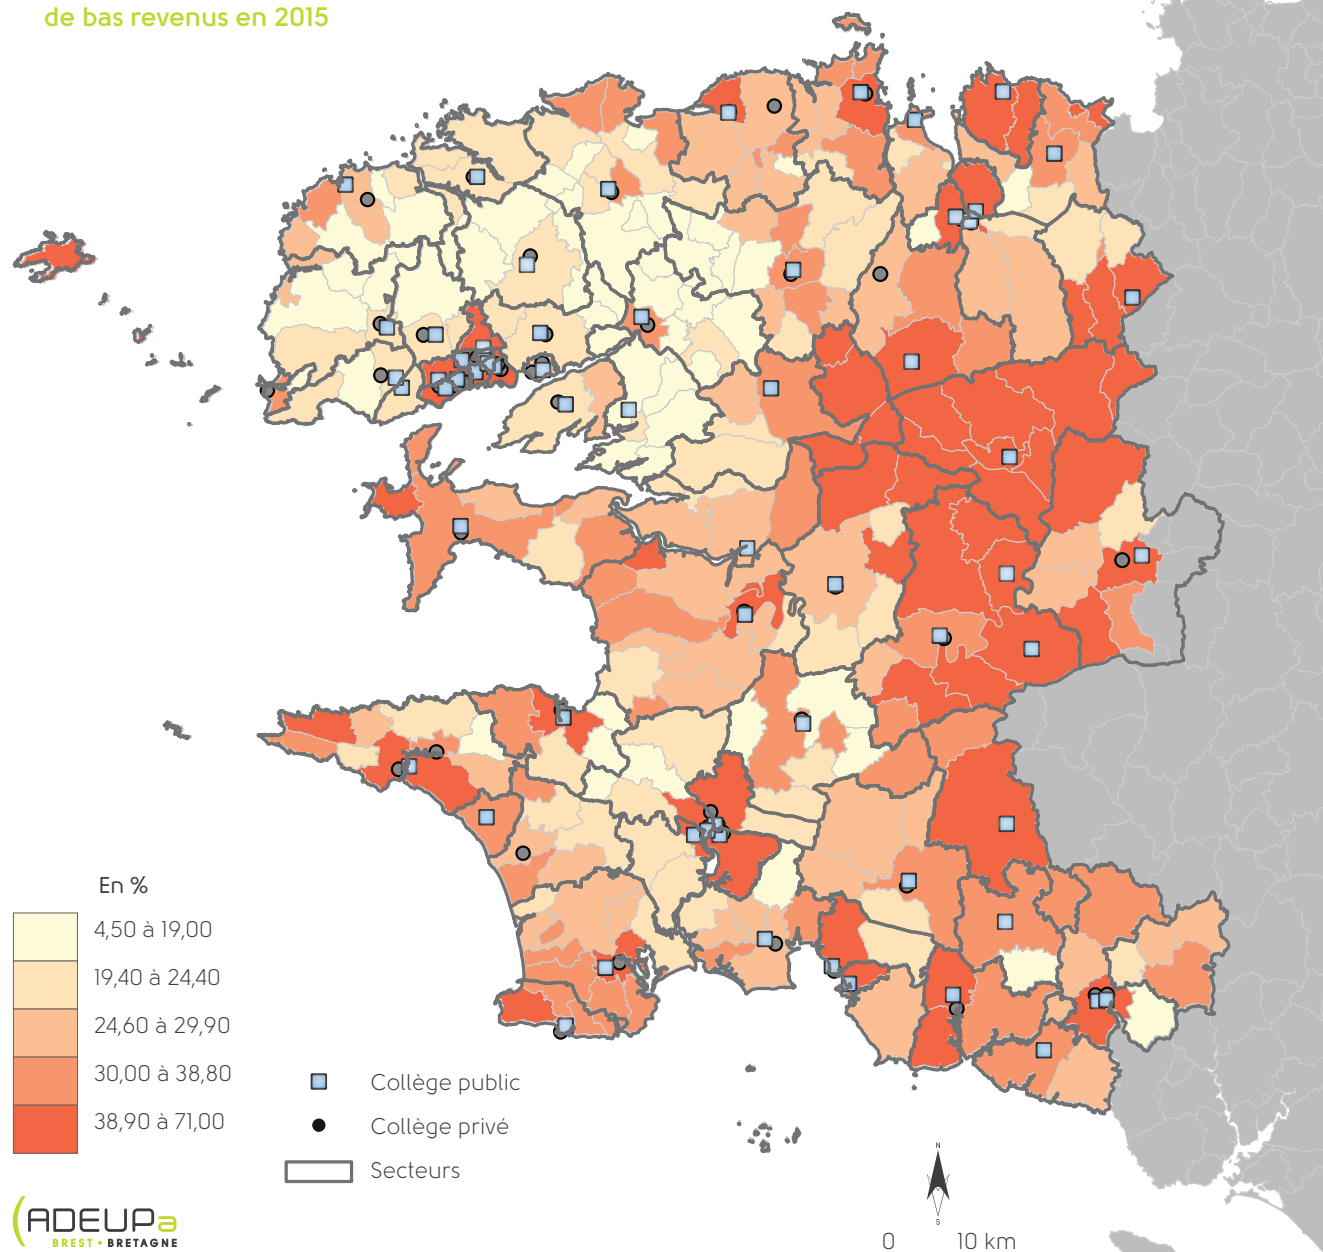 de bas revenus en 2015
En %
4,50 à 19,00
19,40 à 24,40
24,60 à 29,90
30,00 à 38,80
38,90 à 71,00
Collège public
Collège privé
Secteurs
N
S
0 10 km
ADEUPa
BREST • BRETAGNE